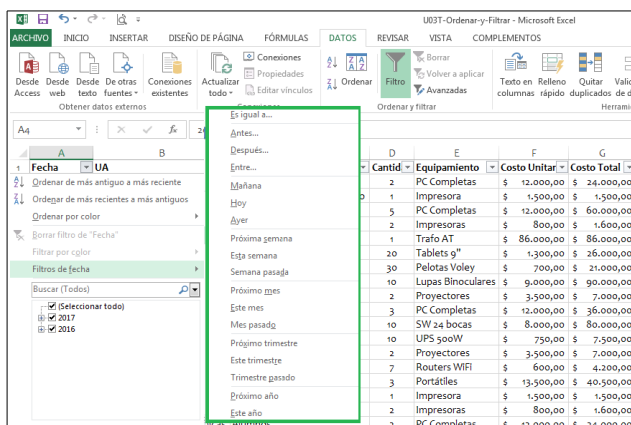 U03T-Ordenar-y-Filtrar - Microsoft Excel
ARCHIVO INICIO INSERTAR DISEÑO DE PÁGINA FÓRMULAS DATOS REVISAR VISTA COMPLEMENTOS
Desde Access
Desde web
Desde texto
De otras fuentes
Conexiones existentes
Obtener datos externos
Actualizar todo
Conexiones
Propiedades
Editar vínculos
Conexiones
Ordenar
Filtro
Borrar
Volver a aplicar
Avanzadas
Ordenar y filtrar
Texto en columnas
Relleno rápido
Quitar duplicados
A4
fx
A B D E F G
1 Fecha UA Cantid Equipamiento Costo Unitar Costo Total
Ordenar de más antiguo a más reciente
Ordenar de más recientes a más antiguos
Ordenar por color
Borrar filtro de "Fecha"
Filtrar por color
Filtros de fecha
Buscar (Todos)
(Seleccionar todo)
2017
2016
Es igual a...
Antes...
Después...
Entre...
Mañana
Hoy
Ayer
Próxima semana
Esta semana
Semana pasada
Próximo mes
Este mes
Mes pasado
Próximo trimestre
Este trimestre
Trimestre pasado
Próximo año
Este año
2 PC Completas $ 12.000,00 $ 24.000,00
1 Impresora $ 1.500,00 $ 1.500,00
5 PC Completas $ 12.000,00 $ 60.000,00
2 Impresoras $ 800,00 $ 1.600,00
1 Trafo AT $ 86.000,00 $ 86.000,00
20 Tablets 9" $ 1.300,00 $ 26.000,00
30 Pelotas Voley $ 700,00 $ 21.000,00
10 Lupas Binoculares $ 9.000,00 $ 90.000,00
2 Proyectores $ 3.500,00 $ 7.000,00
3 PC Completas $ 12.000,00 $ 36.000,00
10 SW 24 bocas $ 8.000,00 $ 80.000,00
10 UPS 500W $ 750,00 $ 7.500,00
2 Proyectores $ 3.500,00 $ 7.000,00
7 Routers WIFI $ 600,00 $ 4.200,00
3 Portátiles $ 13.500,00 $ 40.500,00
1 Impresora $ 1.500,00 $ 1.500,00
2 Impresoras $ 800,00 $ 1.600,00
2 PC Completas $ 12.000,00 $ 24.000,00